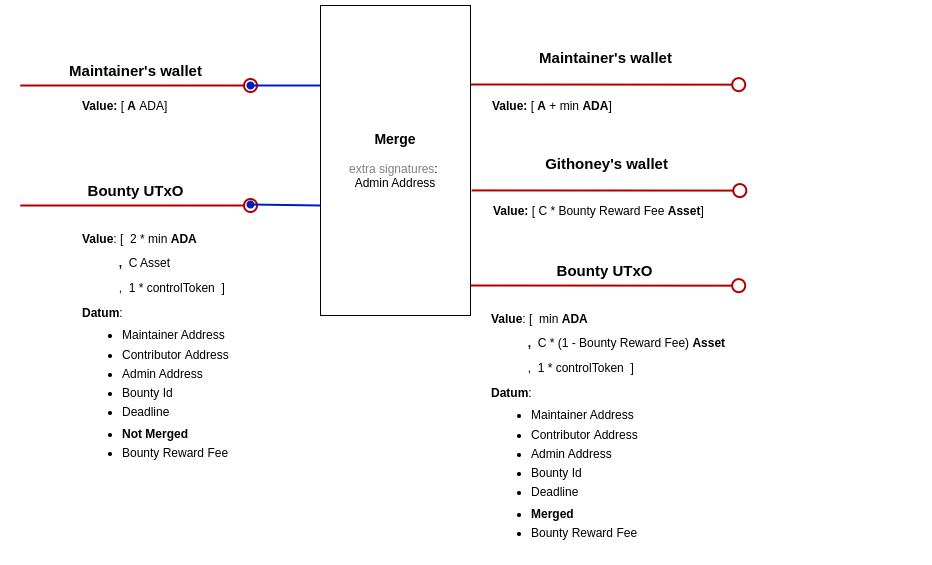 Maintainer's wallet
Value: [ A ADA]
Bounty UTxO
Value: [ 2 * min ADA
, C Asset
, 1 * controlToken ]
Datum:
• Maintainer Address
• Contributor Address
• Admin Address
• Bounty Id
• Deadline
• Not Merged
• Bounty Reward Fee
Merge
extra signatures:
Admin Address
Maintainer's wallet
Value: [ A + min ADA]
Githoney's wallet
Value: [ C * Bounty Reward Fee Asset]
Bounty UTxO
Value: [ min ADA
, C * (1 - Bounty Reward Fee) Asset
, 1 * controlToken ]
Datum:
• Maintainer Address
• Contributor Address
• Admin Address
• Bounty Id
• Deadline
• Merged
• Bounty Reward Fee